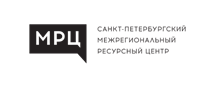 МРЦ
САНКТ-ПЕТЕРБУРГСКИЙ
МЕЖРЕГИОНАЛЬНЫЙ
РЕСУРСНЫЙ ЦЕНТР